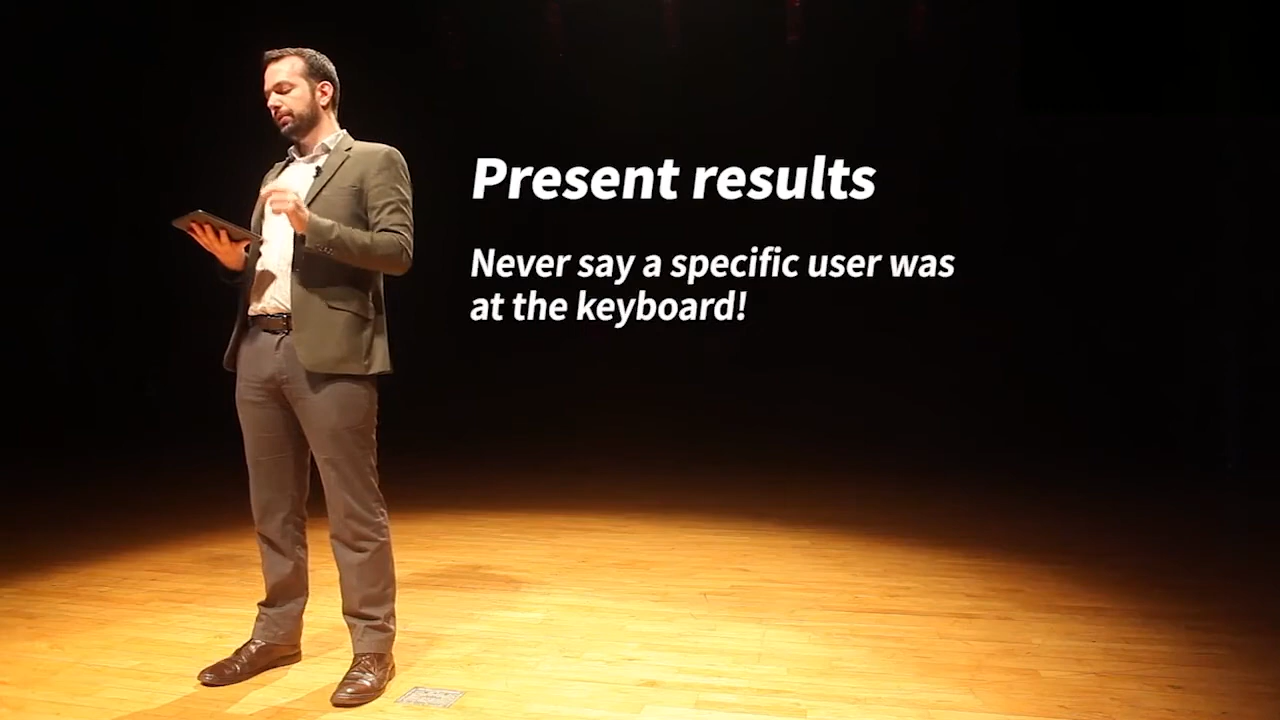 Present results
Never say a specific user was
at the keyboard!